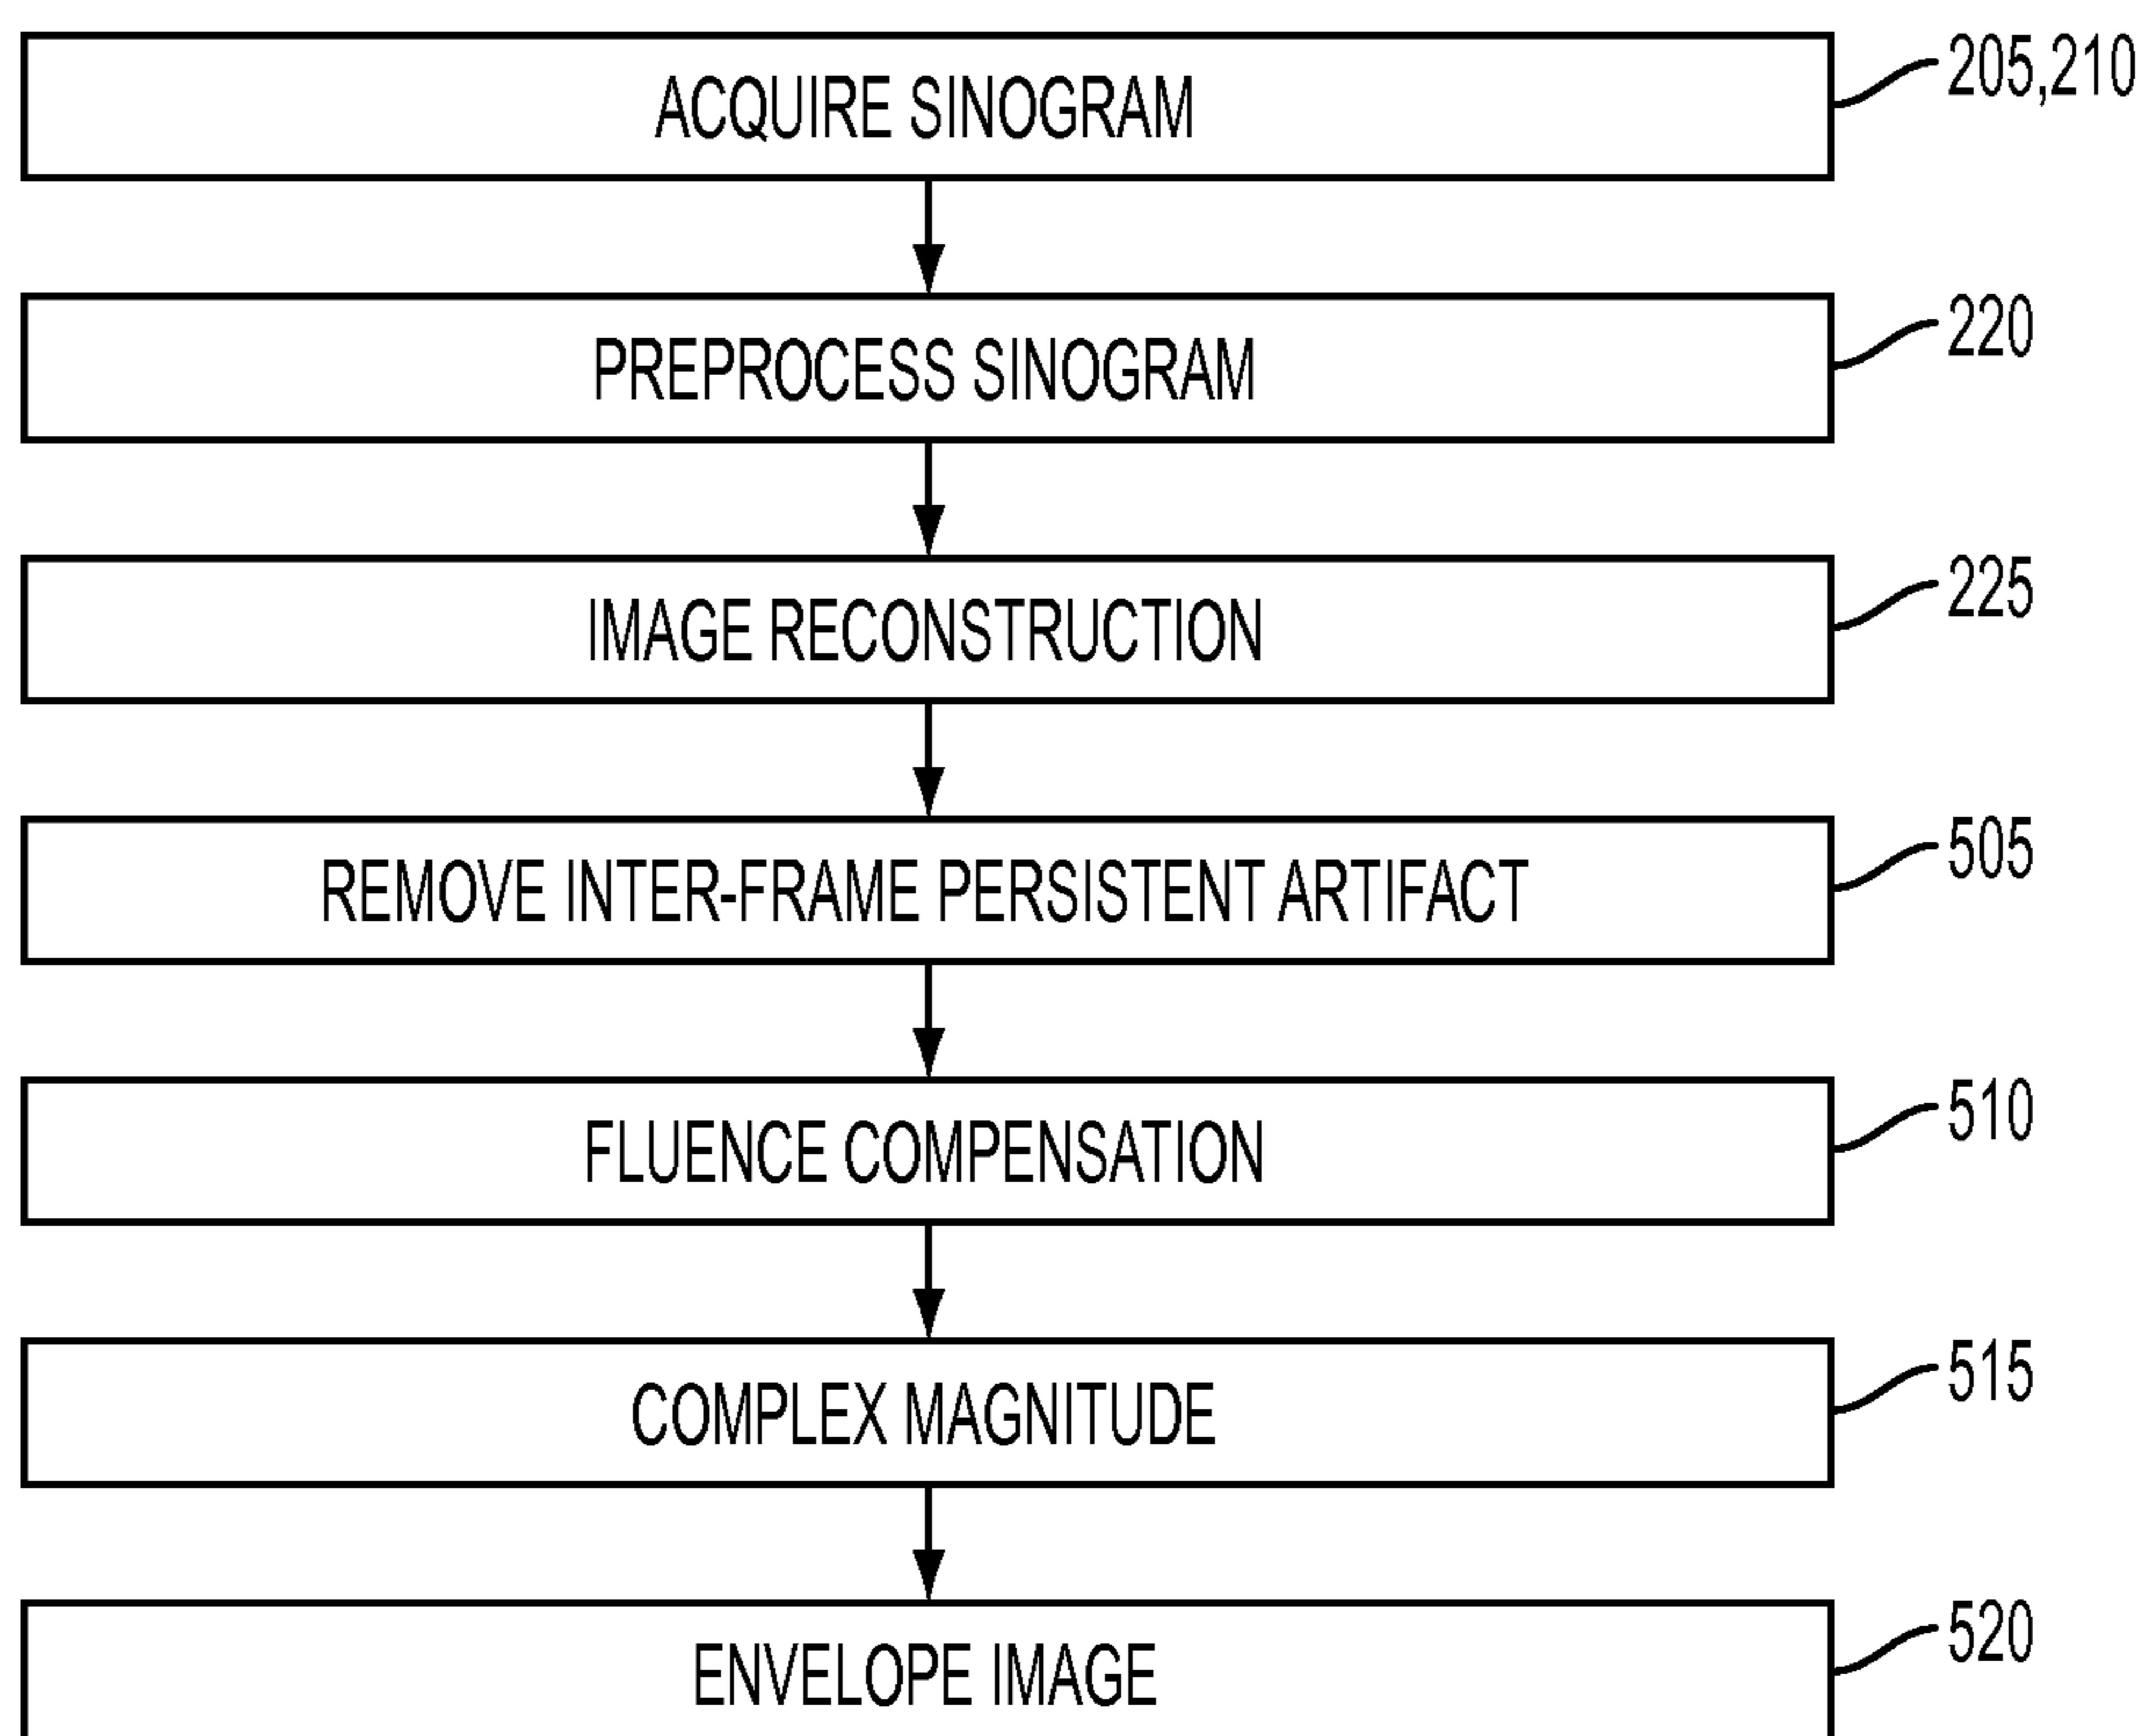 ACQUIRE SINOGRAM
205,210
PREPROCESS SINOGRAM
220
IMAGE RECONSTRUCTION
225
REMOVE INTER-FRAME PERSISTENT ARTIFACT
505
FLUENCE COMPENSATION
510
COMPLEX MAGNITUDE
515
ENVELOPE IMAGE
520